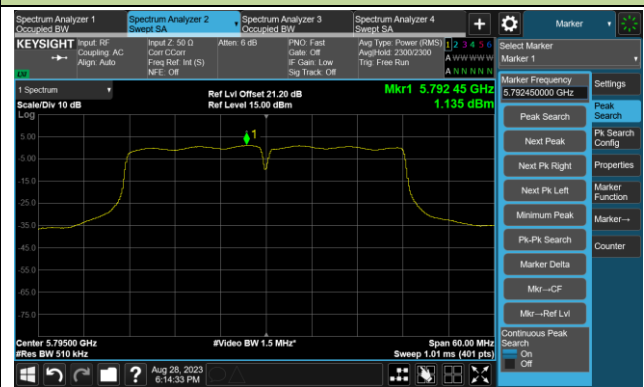 Spectrum Analyzer 1
Occupied BW
Spectrum Analyzer 2
Swept SA
Spectrum Analyzer 3
Occupied BW
Spectrum Analyzer 4
Swept SA
+
Marker
KEYSIGHT
Input: RF
Coupling: AC
Align: Auto
Input Z: 50 Ω
Corr CCorr
Freq Ref: Int (S)
NFE: Off
Atten: 6 dB
PNO: Fast
Gate: Off
IF Gain: Low
Sig Track: Off
Avg Type: Power (RMS)
Avg|Hold: 2300/2300
Trig: Free Run
1 2 3 4 5 6
A W W W W W
A N N N N N
Select Marker
Marker 1
1 Spectrum
Scale/Div 10 dB
Log
Ref Lvl Offset 21.20 dB
Ref Level 15.00 dBm
Mkr1 5.792 45 GHz
1.135 dBm
1
5.00
-5.00
-15.0
-25.0
-35.0
-45.0
-55.0
-65.0
-75.0
Center 5.79500 GHz
#Res BW 510 kHz
#Video BW 1.5 MHz*
Span 60.00 MHz
Sweep 1.01 ms (401 pts)
Marker Frequency
5.792450000 GHz
Peak Search
Next Peak
Next Pk Right
Next Pk Left
Minimum Peak
Pk-Pk Search
Marker Delta
Mkr→CF
Mkr→Ref Lvl
Continuous Peak
Search
On
Off
Settings
Peak
Search
Pk Search
Config
Properties
Marker
Function
Marker→
Counter
?
Aug 28, 2023
6:14:33 PM